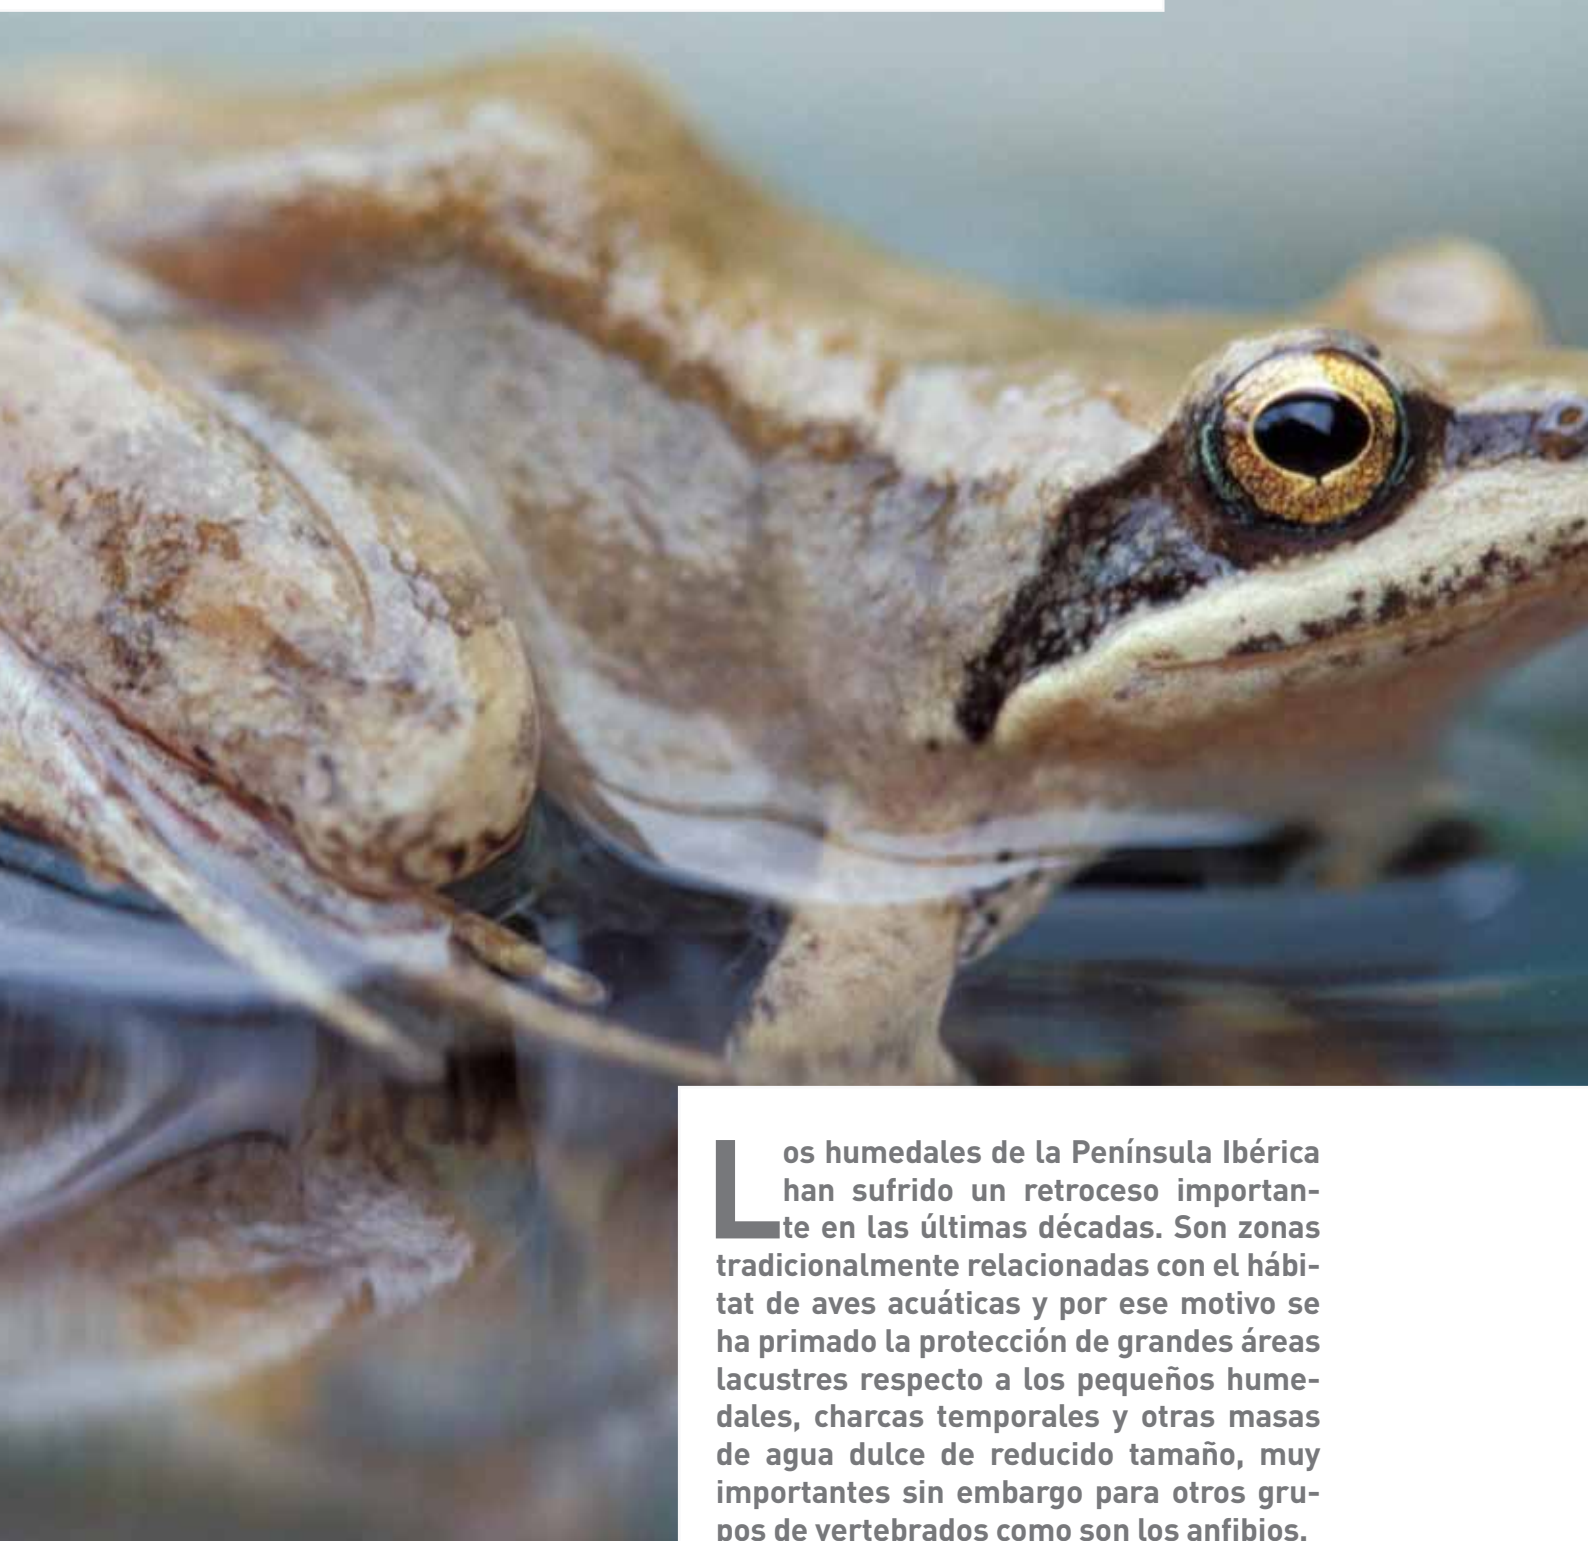 Los humedales de la Península Ibérica
han sufrido un retroceso importan-
te en las últimas décadas. Son zonas
tradicionalmente relacionadas con el hábi-
tat de aves acuáticas y por ese motivo se
ha primado la protección de grandes áreas
lacustres respecto a los pequeños hume-
dales, charcas temporales y otras masas
de agua dulce de reducido tamaño, muy
importantes sin embargo para otros gru-
pos de vertebrados como son los anfibios.